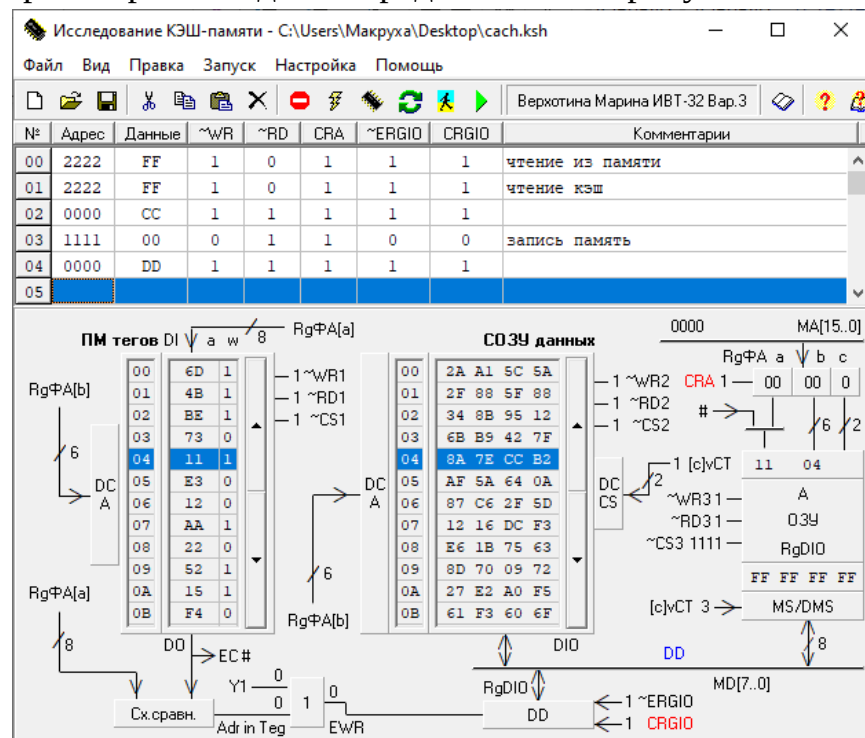 Исследование КЭШ-памяти - C:\Users\Макруха\Desktop\cach.ksh
Файл Вид Правка Запуск Настройка Помощь
Верхотина Марина ИВТ-32 Вар.3
№ Адрес Данные ~WR ~RD CRA ~ERGIO CRGIO Комментарии
00 2222 FF 1 0 1 1 1 чтение из памяти
01 2222 FF 1 0 1 1 1 чтение кэш
02 0000 CC 1 1 1 1 1
03 1111 00 0 1 1 0 0 запись память
04 0000 DD 1 1 1 1 1
05
0000 MA[15..0]
ПМ тегов DI a w 8 RgФА[a] СОЗУ данных RgФА a b c
00 6D 1 1 ~WR1 00 2A A1 5C 5A 1 ~WR2 CRA 1 00 00 0
RgФА[b] 01 4B 1 1 ~RD1 01 2F 88 5F 88 1 ~RD2
02 BE 1 1 ~CS1 02 34 8B 95 12 1 ~CS2 # 6 2
03 73 0 03 6B B9 42 7F
6 04 11 1 04 8A 7E CC B2 1 [c]vCT 11 04
DC A 05 E3 0 DC A 05 AF 5A 64 0A DC CS 2 ~WR3 1 A
06 12 0 06 87 C6 2F 5D ~RD3 1 ОЗУ
07 AA 1 07 12 16 DC F3 ~CS3 1111 RgDIO
08 22 0 08 E6 1B 75 63
09 52 1 6 09 8D 70 09 72 FF FF FF FF
RgФА[a] 0A 15 1 0A 27 E2 A0 F5 [c]vCT 3 MS/DMS
0B F4 0 RgФА[b] 0B 61 F3 60 6F
8 DO EC# DIO DD 8
Y1 0 RgDIO MD[7..0]
Сх.сравн. 0 1 0 DD 1 ~ERGIO
Adr in Teg EWR 1 CRGIO